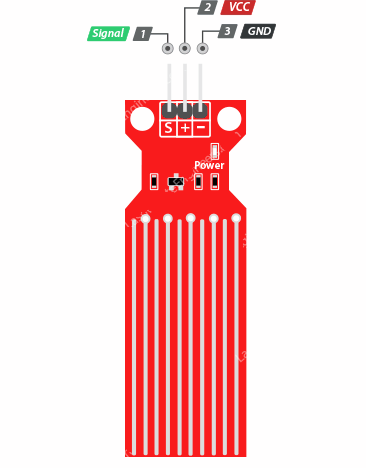 2 VCC
Signal 1
3 GND
S + −
Power